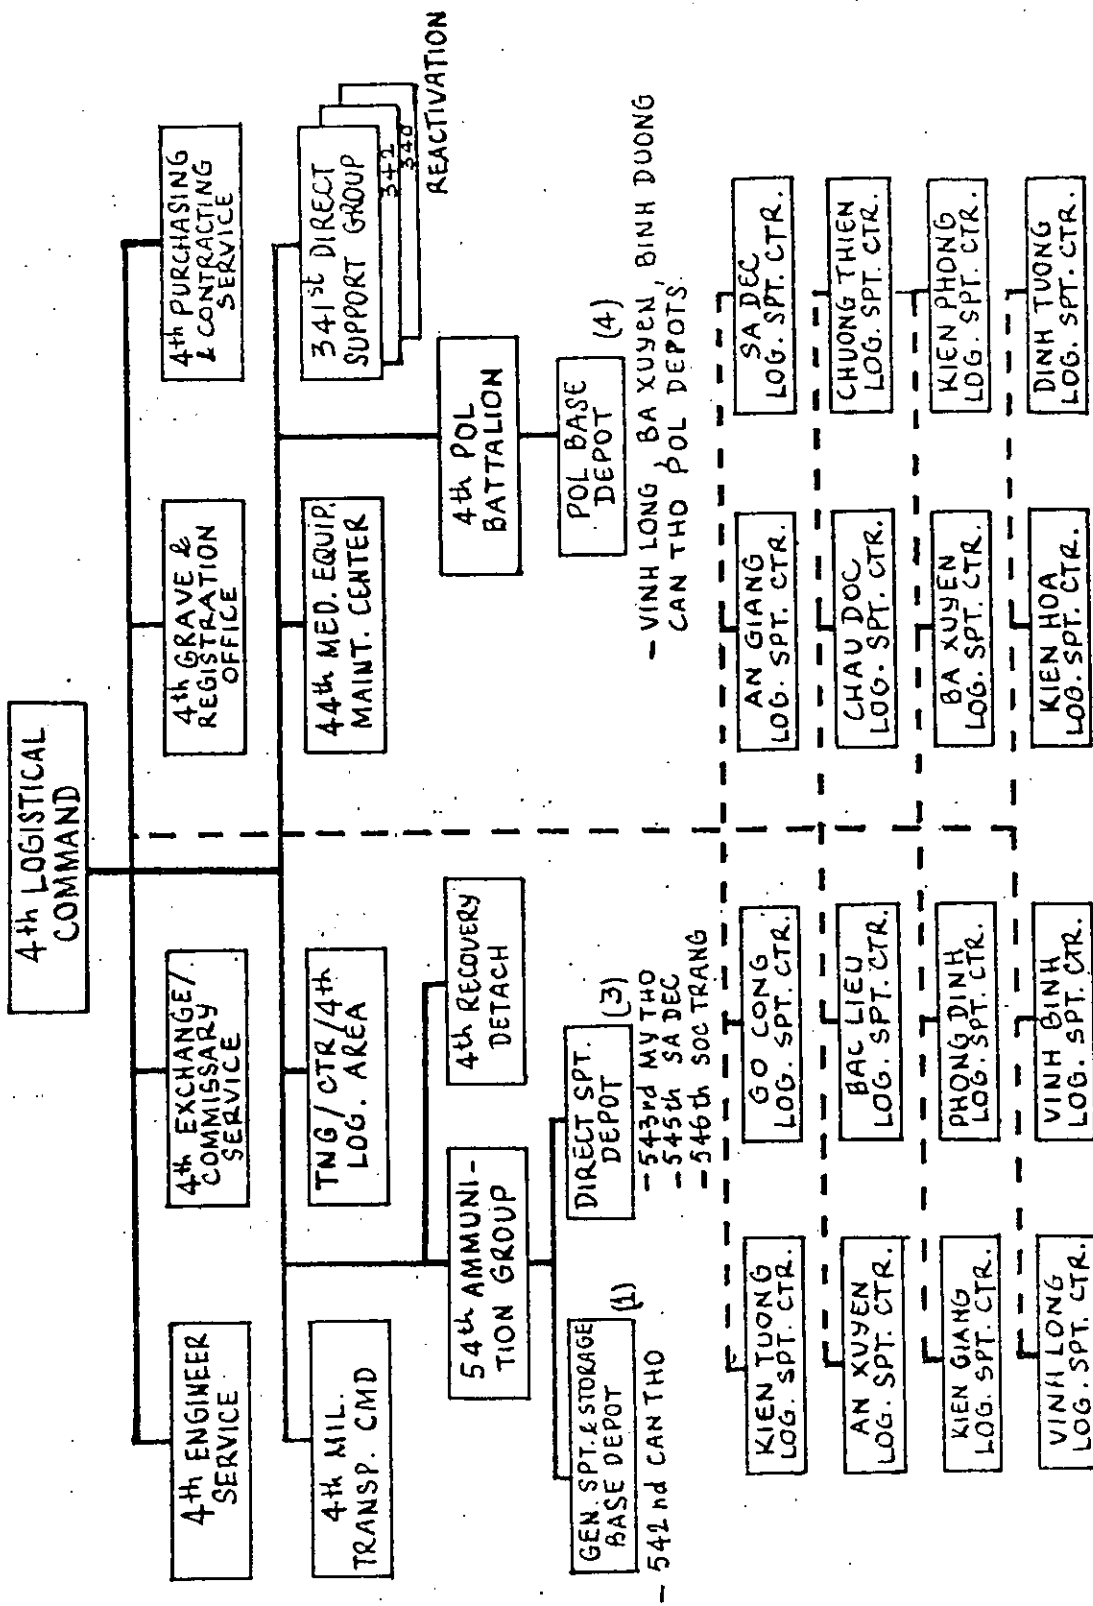 4th LOGISTICAL
COMMAND
4th ENGINEER
SERVICE
4th EXCHANGE/
COMMISSARY
SERVICE
4th GRAVE &
REGISTRATION
OFFICE
4th PURCHASING
& CONTRACTING
SERVICE
4th MIL.
TRANSP. CMD
TNG/CTR/4th
LOG. AREA
44th MED. EQUIP.
MAINT. CENTER
341st DIRECT
SUPPORT GROUP
342
340
REACTIVATION
54th AMMUNI-
TION GROUP
4th RECOVERY
DETACH
4th POL
BATTALION
GEN. SPT. & STORAGE
BASE DEPOT
(1)
- 542nd CAN THO
DIRECT SPT.
DEPOT
(3)
- 543rd MY THO
- 545th SA DEC
- 546th SOC TRANG
POL BASE
DEPOT
(4)
- VINH LONG, BA XUYEN, BINH DUONG
CAN THO POL DEPOTS.
KIEN TUONG
LOG. SPT. CTR.
GO CONG
LOG. SPT. CTR.
AN GIANG
LOG. SPT. CTR.
SA DEC
LOG. SPT. CTR.
AN XUYEN
LOG. SPT. CTR.
BAC LIEU
LOG. SPT. CTR.
CHAU DOC
LOG. SPT. CTR.
CHUONG THIEN
LOG. SPT. CTR.
KIEN GIANG
LOG. SPT. CTR.
PHONG DINH
LOG. SPT. CTR.
BA XUYEN
LOG. SPT. CTR.
KIEN PHONG
LOG. SPT. CTR.
VINH LONG
LOG. SPT. CTR.
VINH BINH
LOG. SPT. CTR.
KIEN HOA
LOG. SPT. CTR.
DINH TUONG
LOG. SPT. CTR.